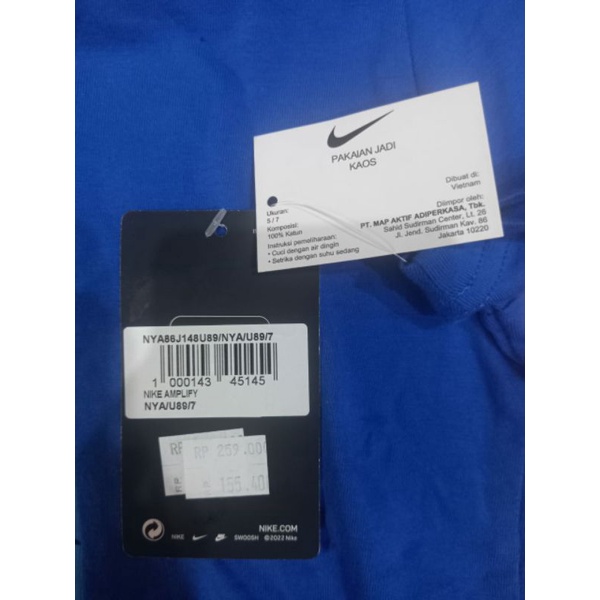 PAKAIAN JADI
KAOS
Dibuat di:
Vietnam
Ukuran:
S / 7
Komposisi:
100% Katun
Instruksi pemeliharaan:
• Cuci dengan air dingin
• Setrika dengan suhu sedang
Diimpor oleh:
PT. MAP AKTIF ADIPERKASA, Tbk.
Sahid Sudirman Center, Lt. 26
Jl. Jend. Sudirman Kav. 86
Jakarta 10220
NYA86J148U89/NYA/U89/7
1 000143 45145
NIKE AMPLIFY
NYA/U89/7
RP
RP 259.00
155.40
NIKE.COM
NIKE
SWOOSH ©2022 Nike